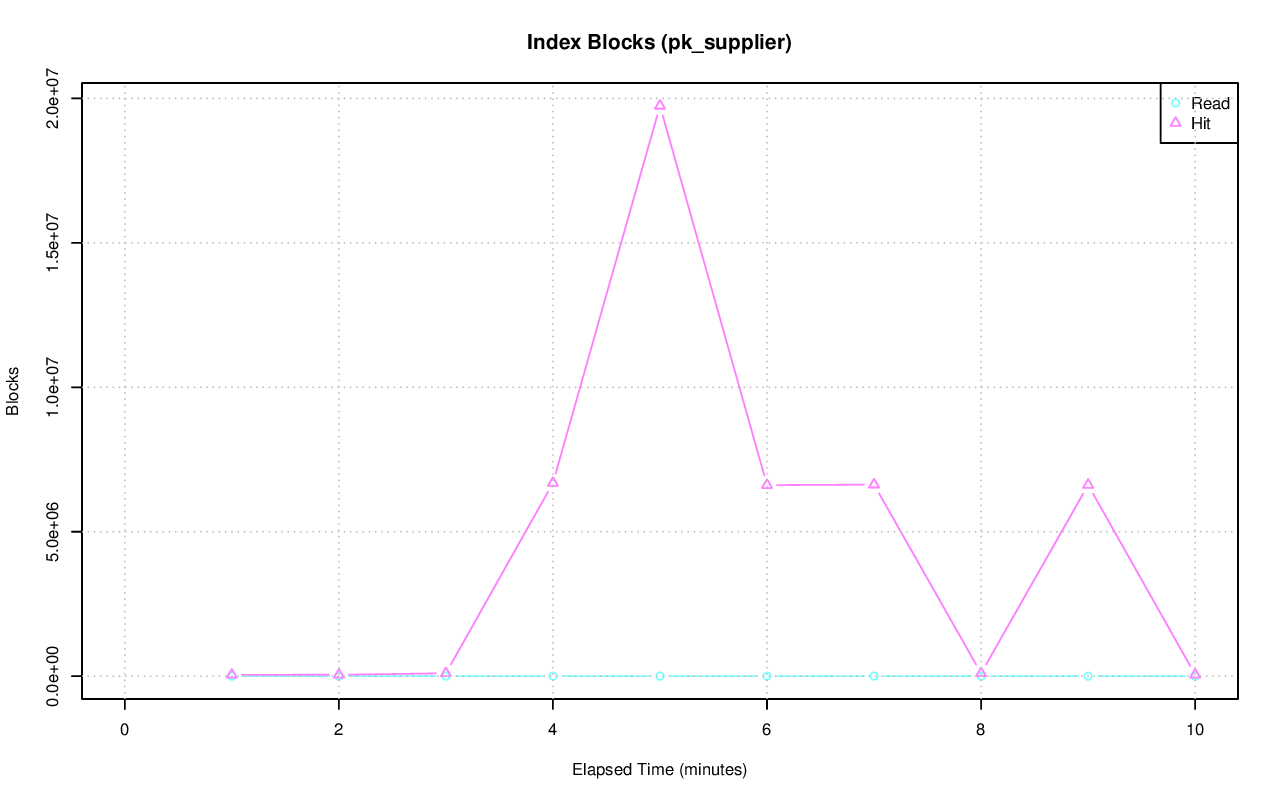 Index Blocks (pk_supplier)
Read
Hit
Blocks
2.0e+07
1.5e+07
1.0e+07
5.0e+06
0.0e+00
0 2 4 6 8 10
Elapsed Time (minutes)